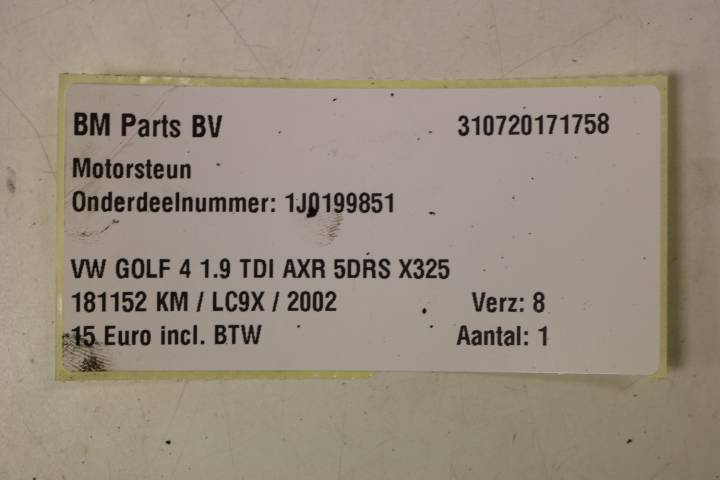 BM Parts BV 310720171758
Motorsteun
Onderdeelnummer: 1J0199851
VW GOLF 4 1.9 TDI AXR 5DRS X325
181152 KM / LC9X / 2002 Verz: 8
15 Euro incl. BTW Aantal: 1